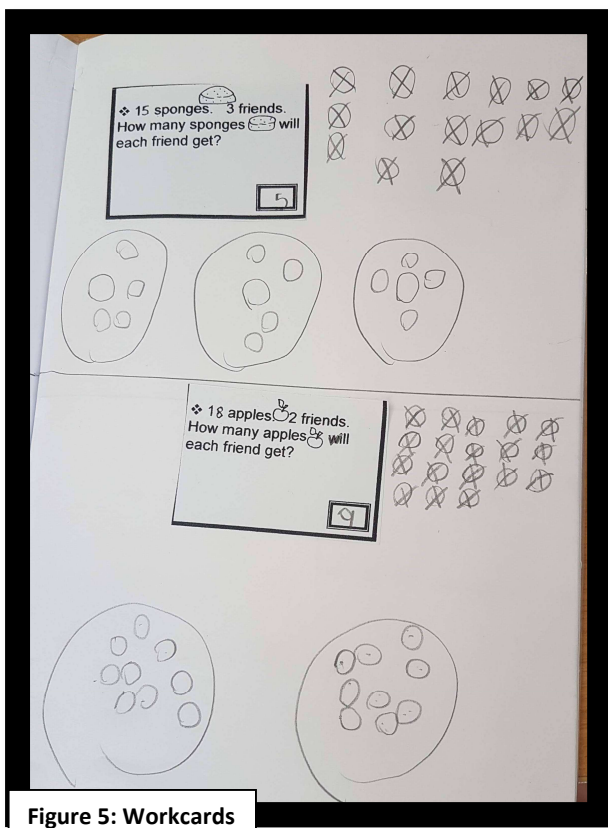 ❖ 15 sponges. 3 friends.
How many sponges will
each friend get?
5
❖ 18 apples 2 friends.
How many apples will
each friend get?
9
Figure 5: Workcards